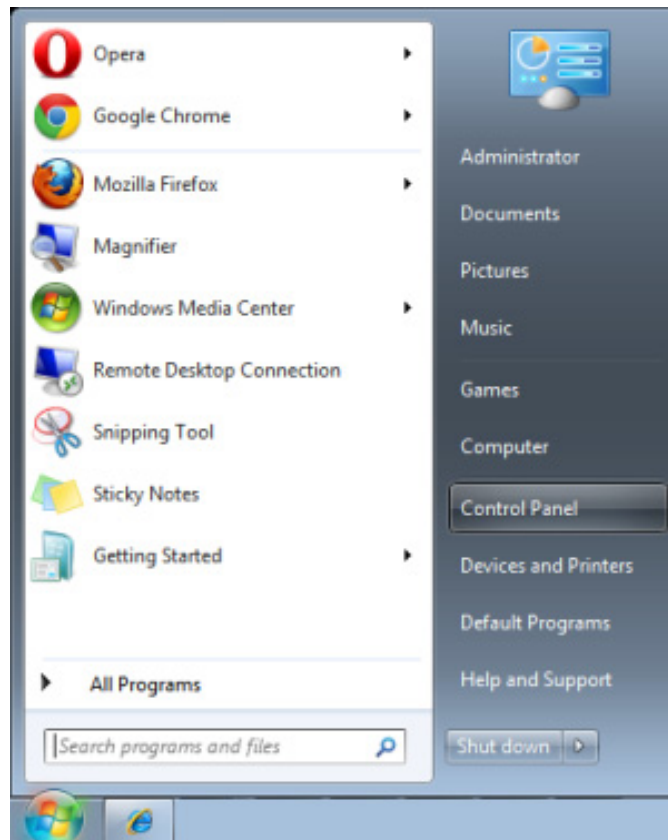 Opera
Google Chrome
Mozilla Firefox
Magnifier
Windows Media Center
Remote Desktop Connection
Snipping Tool
Sticky Notes
Getting Started
All Programs
Search programs and files
Administrator
Documents
Pictures
Music
Games
Computer
Control Panel
Devices and Printers
Default Programs
Help and Support
Shut down